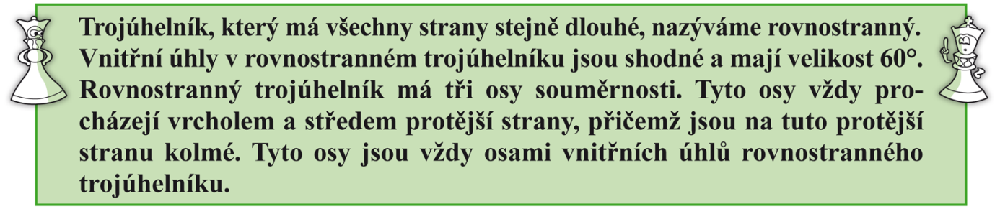 Trojúhelník, který má všechny strany stejně dlouhé, nazýváme rovnostranný.
Vnitřní úhly v rovnostranném trojúhelníku jsou shodné a mají velikost 60°.
Rovnostranný trojúhelník má tři osy souměrnosti. Tyto osy vždy pro-
cházejí vrcholem a středem protější strany, přičemž jsou na tuto protější
stranu kolmé. Tyto osy jsou vždy osami vnitřních úhlů rovnostranného
trojúhelníku.